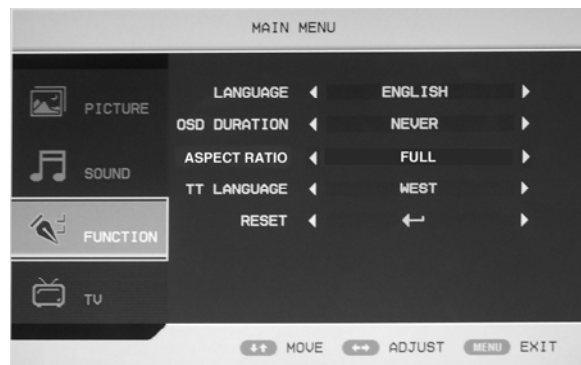 MAIN MENU
PICTURE
SOUND
FUNCTION
TV
LANGUAGE ENGLISH
OSD DURATION NEVER
ASPECT RATIO FULL
TT LANGUAGE WEST
RESET
MOVE ADJUST MENU EXIT